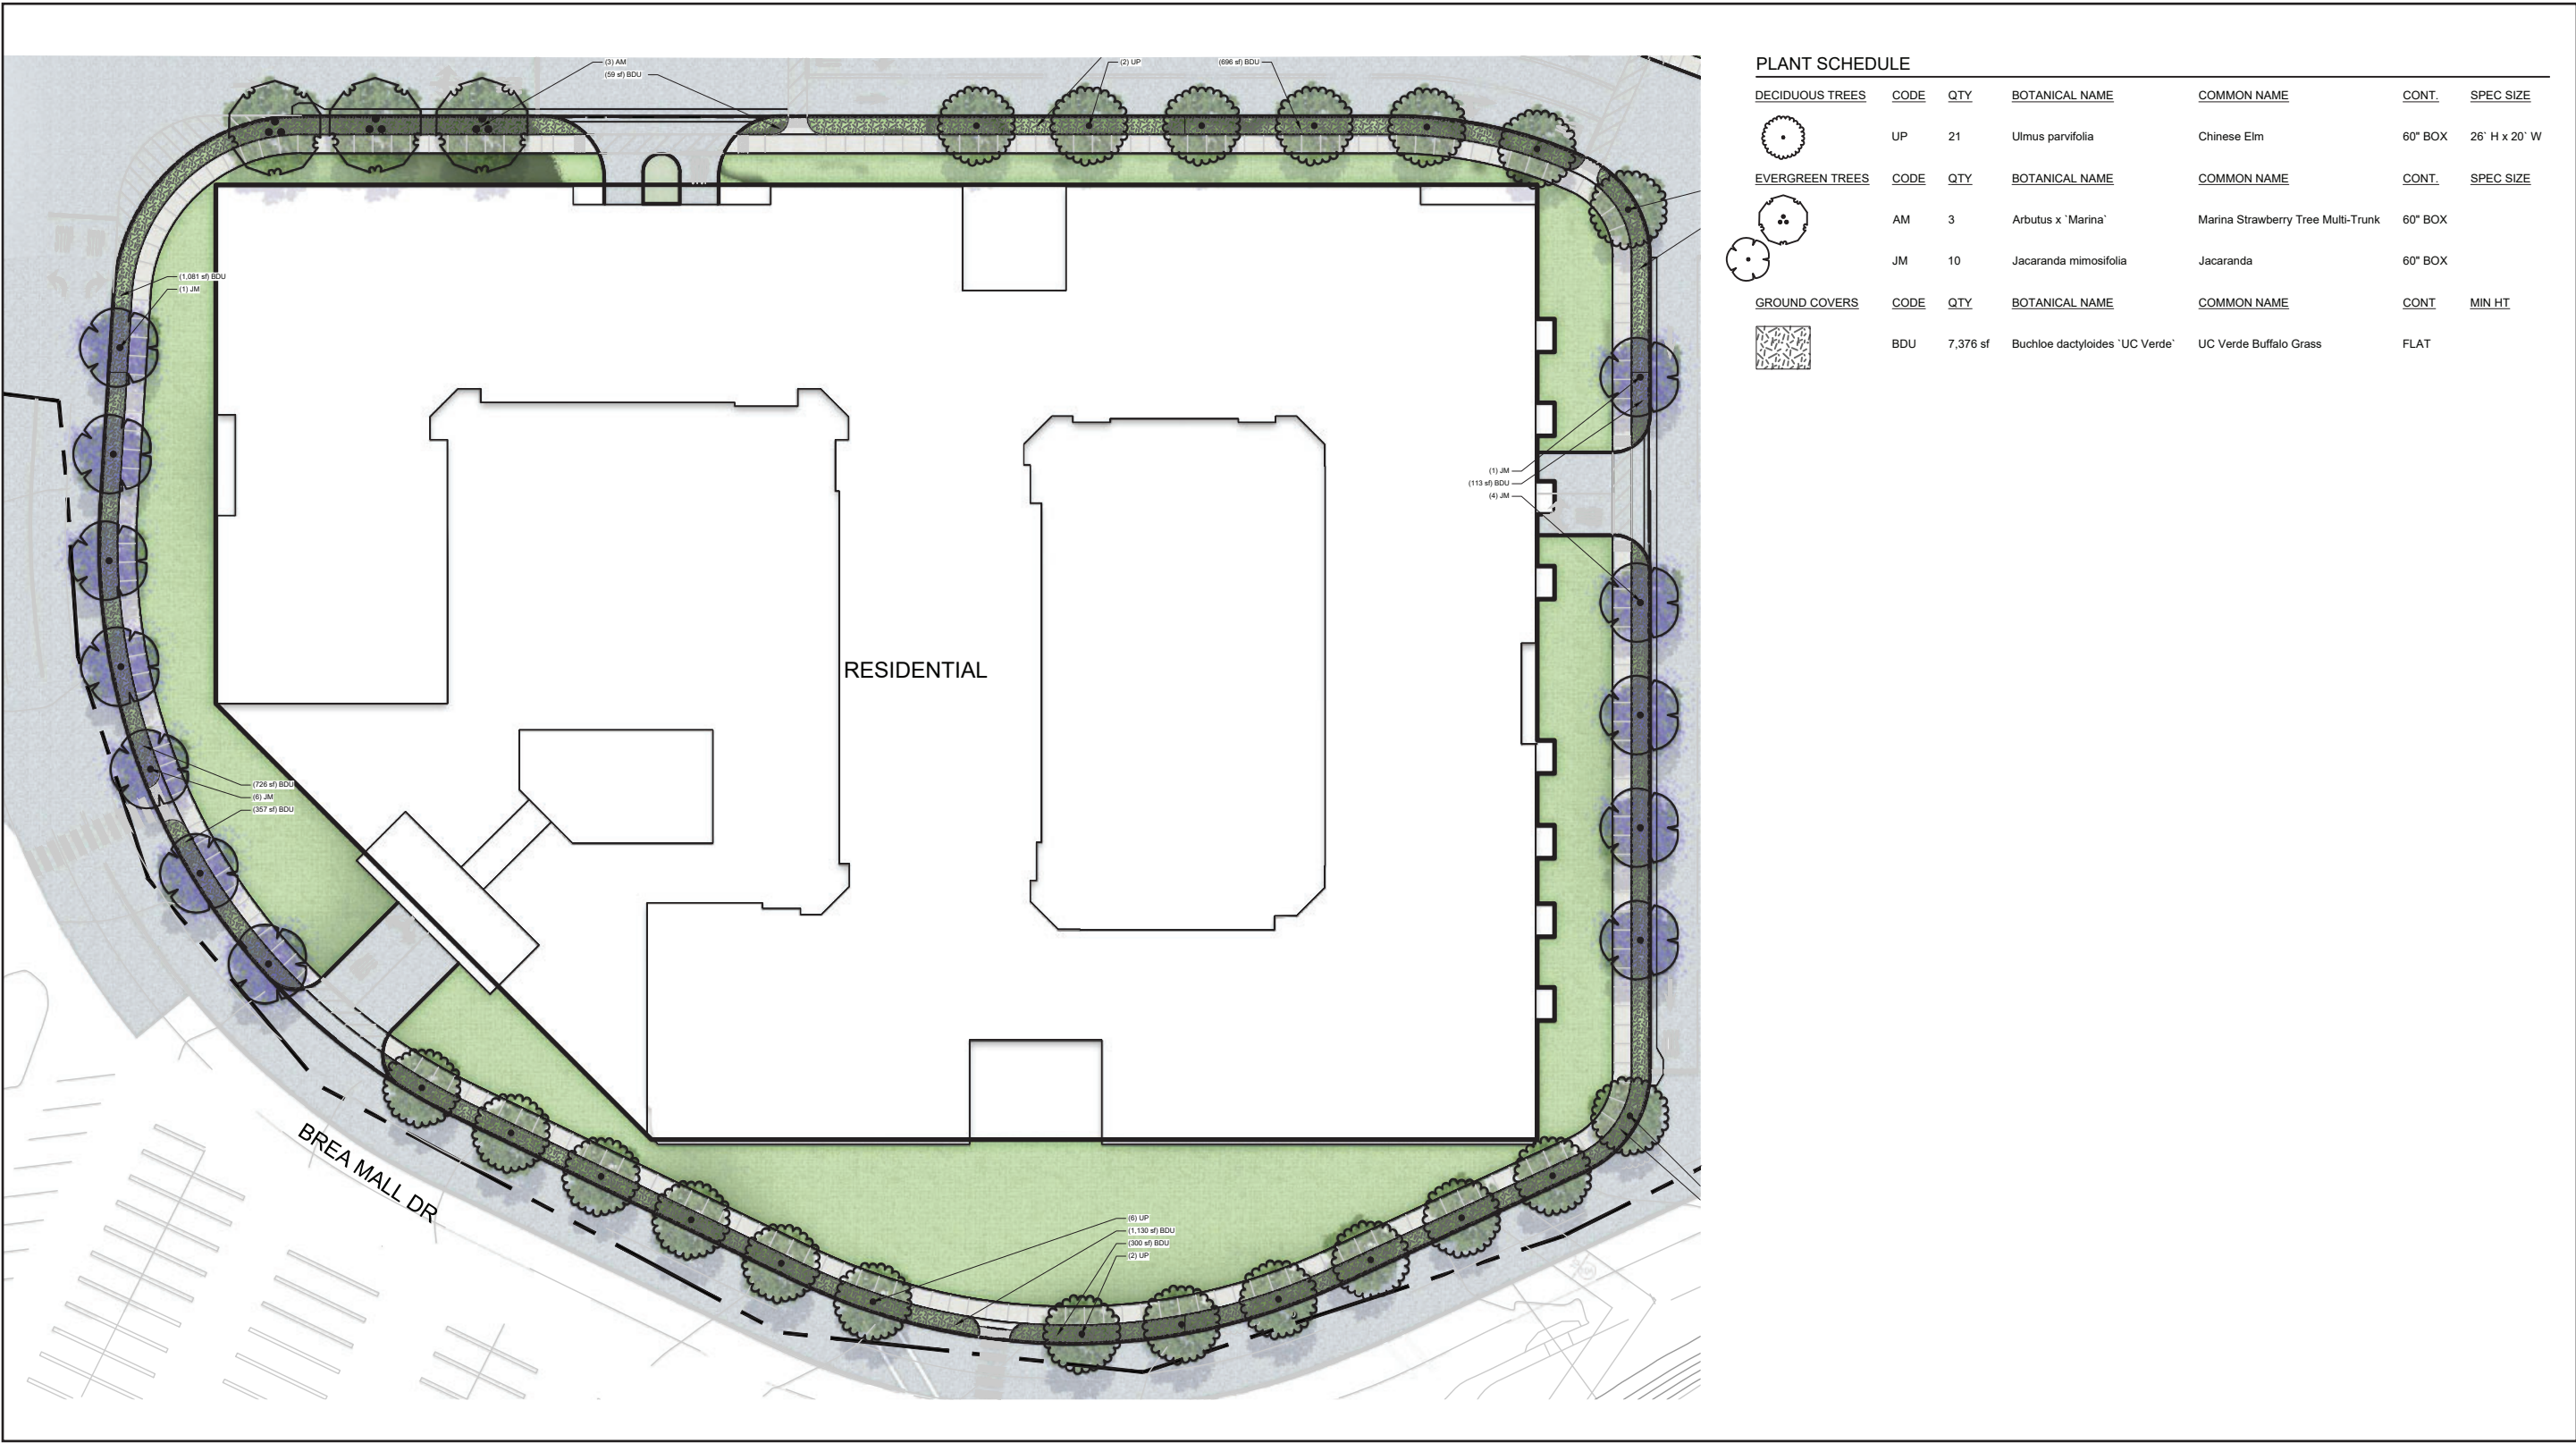 (3) AM
(59 sf) BDU
(2) UP
(696 sf) BDU
(1,081 sf) BDU
(1) JM
(1) JM
(113 sf) BDU
(4) JM
RESIDENTIAL
(726 sf) BDU
(6) JM
(357 sf) BDU
BREA MALL DR
(6) UP
(1,130 sf) BDU
(300 sf) BDU
(2) UP
PLANT SCHEDULE
DECIDUOUS TREES CODE QTY BOTANICAL NAME COMMON NAME CONT. SPEC SIZE
UP 21 Ulmus parvifolia Chinese Elm 60" BOX 26` H x 20` W
EVERGREEN TREES CODE QTY BOTANICAL NAME COMMON NAME CONT. SPEC SIZE
AM 3 Arbutus x `Marina` Marina Strawberry Tree Multi-Trunk 60" BOX
JM 10 Jacaranda mimosifolia Jacaranda 60" BOX
GROUND COVERS CODE QTY BOTANICAL NAME COMMON NAME CONT MIN HT
BDU 7,376 sf Buchloe dactyloides `UC Verde` UC Verde Buffalo Grass FLAT